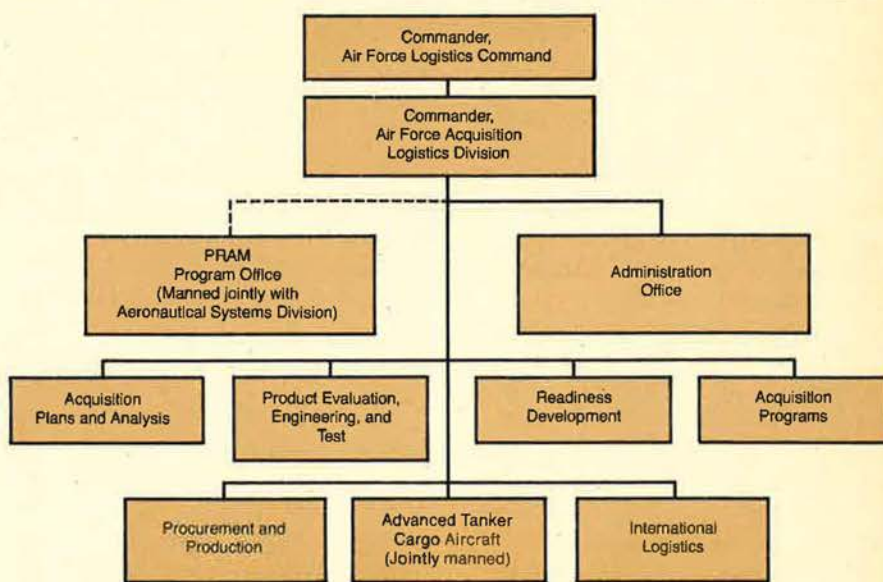 Commander,
Air Force Logistics Command
Commander,
Air Force Acquisition
Logistics Division
PRAM
Program Office
(Manned jointly with
Aeronautical Systems Division)
Administration
Office
Acquisition
Plans and Analysis
Product Evaluation,
Engineering, and
Test
Readiness
Development
Acquisition
Programs
Procurement and
Production
Advanced Tanker
Cargo Aircraft
(Jointly manned)
International
Logistics